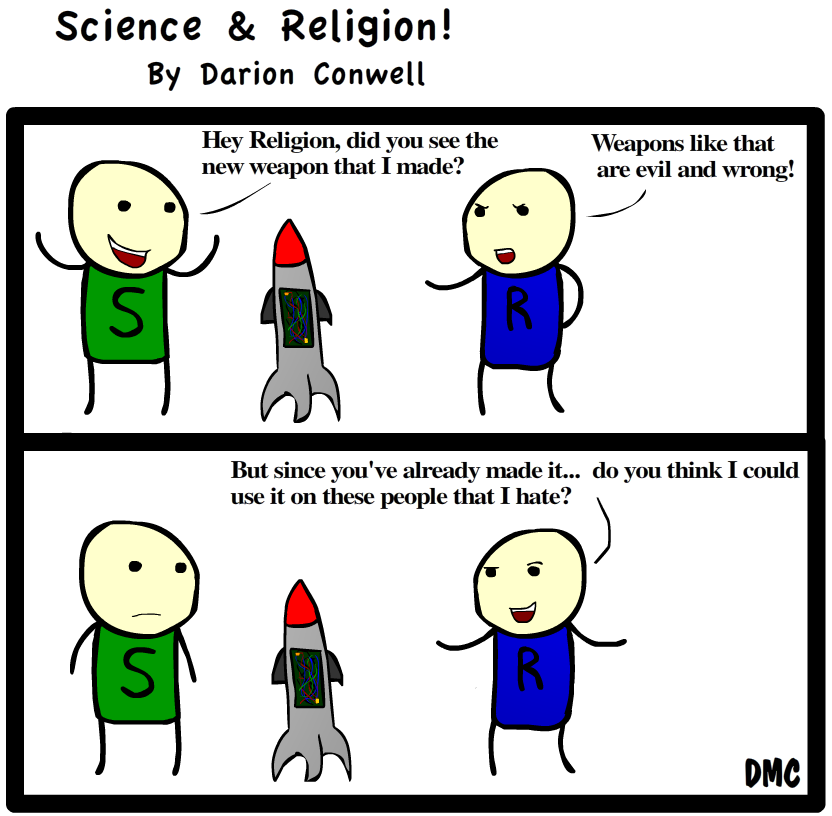 Science & Religion!
By Darion Conwell
Hey Religion, did you see the
new weapon that I made?
Weapons like that
are evil and wrong!
S
R
But since you've already made it... do you think I could
use it on these people that I hate?
S
R
DMC